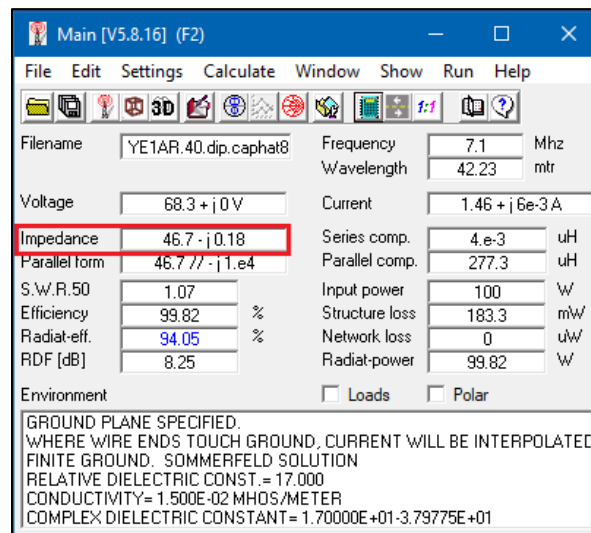 Main [V5.8.16] (F2)
File Edit Settings Calculate Window Show Run Help
3D 1:1 ?
Filename YE1AR.40.dip.caphat8 Frequency 7.1 Mhz
Wavelength 42.23 mtr
Voltage 68.3 + j 0 V Current 1.46 + j 6e-3 A
Impedance 46.7 - j 0.18 Series comp. 4.e-3 uH
Parallel form 46.7 // - j 1.e4 Parallel comp. 277.3 uH
S.W.R.50 1.07 Input power 100 W
Efficiency 99.82 % Structure loss 183.3 mW
Radiat-eff. 94.05 % Network loss 0 uW
RDF [dB] 8.25 Radiat-power 99.82 W
Environment Loads Polar
GROUND PLANE SPECIFIED.
WHERE WIRE ENDS TOUCH GROUND, CURRENT WILL BE INTERPOLATED
FINITE GROUND. SOMMERFELD SOLUTION
RELATIVE DIELECTRIC CONST.= 17.000
CONDUCTIVITY= 1.500E-02 MHOS/METER
COMPLEX DIELECTRIC CONSTANT= 1.70000E+01-3.79775E+01